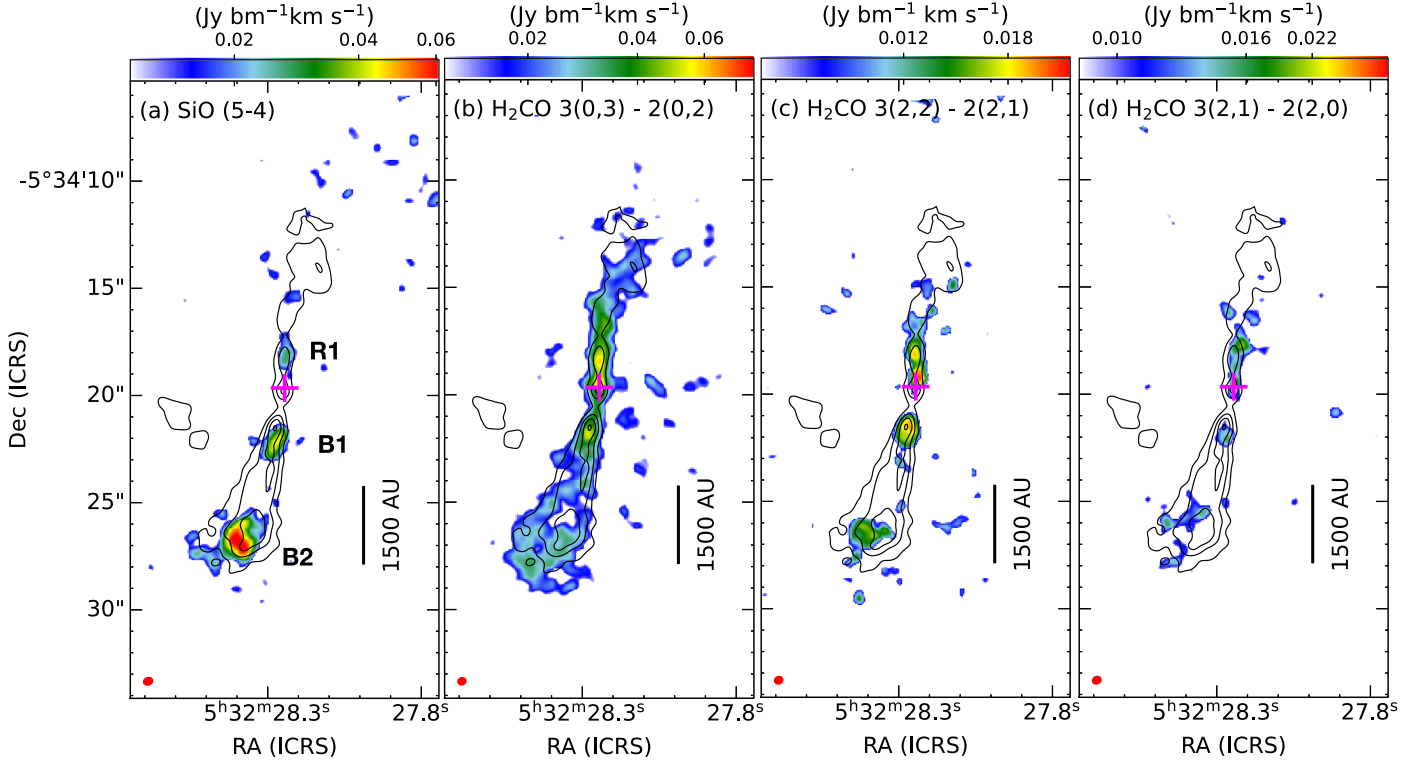 (Jy bm⁻¹km s⁻¹) (Jy bm⁻¹km s⁻¹) (Jy bm⁻¹ km s⁻¹) (Jy bm⁻¹km s⁻¹)
0.02 0.04 0.06 0.02 0.04 0.06 0.012 0.018 0.010 0.016 0.022
(a) SiO (5-4) (b) H₂CO 3(0,3) - 2(0,2) (c) H₂CO 3(2,2) - 2(2,1) (d) H₂CO 3(2,1) - 2(2,0)
-5°34'10"
15"
R1
20"
B1
25"
1500 AU 1500 AU 1500 AU 1500 AU
B2
30"
Dec (ICRS)
5ʰ32ᵐ28.3ˢ 27.8ˢ 5ʰ32ᵐ28.3ˢ 27.8ˢ 5ʰ32ᵐ28.3ˢ 27.8ˢ 5ʰ32ᵐ28.3ˢ 27.8ˢ
RA (ICRS) RA (ICRS) RA (ICRS) RA (ICRS)